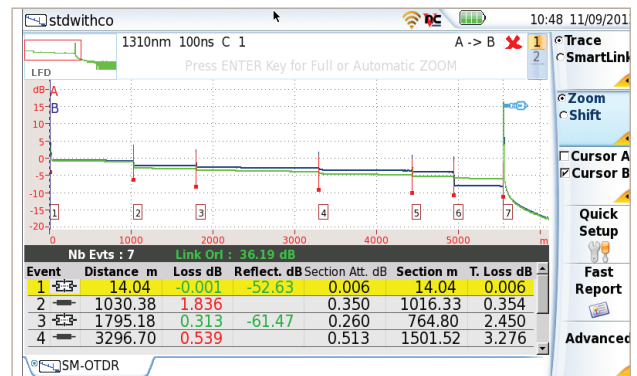 stdwithco
10:48 11/09/201
1310nm 100ns C 1
A -> B
1
2
Press ENTER Key for Full or Automatic ZOOM
LFD
dB
A
B
15
10
5
0
-5
-10
-15
-20
1
2
3
4
5
6
7
0
1000
2000
3000
4000
5000
m
Nb Evts : 7 Link Orl : 36.19 dB
Event Distance m Loss dB Reflect. dB Section Att. dB Section m T. Loss dB
1 14.04 -0.001 -52.63 0.006 14.04 0.006
2 1030.38 1.836 0.350 1016.33 0.354
3 1795.18 0.313 -61.47 0.260 764.80 2.450
4 3296.70 0.539 0.513 1501.52 3.276
SM-OTDR
Trace
SmartLink
Zoom
Shift
Cursor A
Cursor B
Quick
Setup
Fast
Report
Advanced